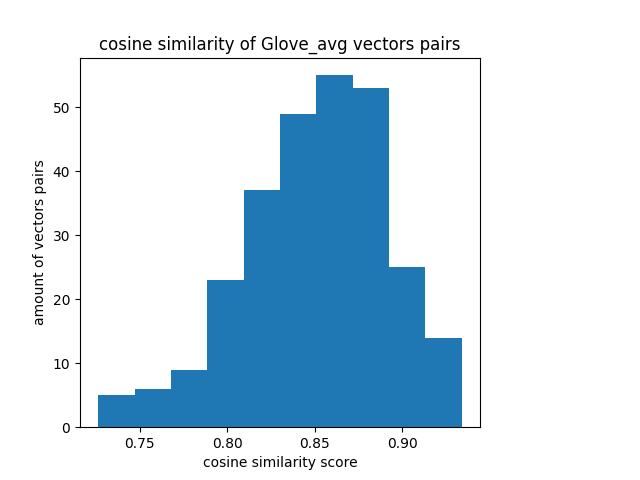 cosine similarity of Glove_avg vectors pairs
50
40
30
20
10
0
amount of vectors pairs
0.75 0.80 0.85 0.90
cosine similarity score